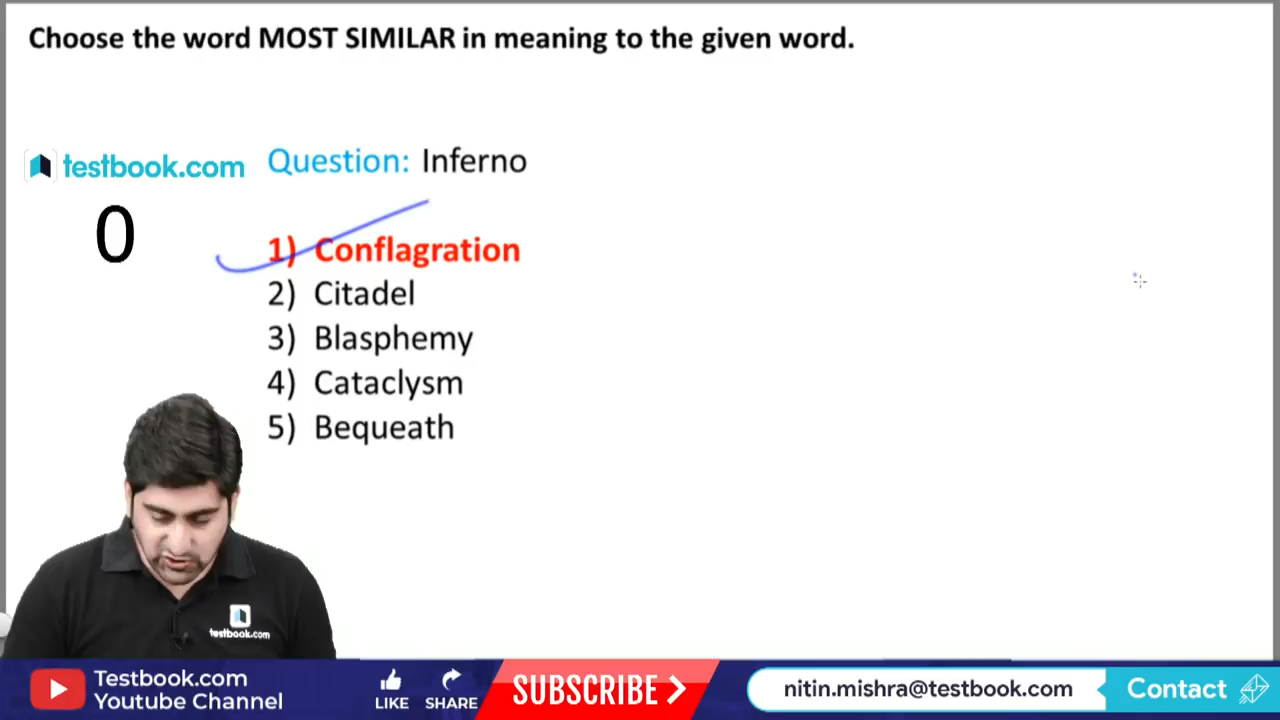 Choose the word MOST SIMILAR in meaning to the given word.
testbook.com
Question: Inferno
0
1) Conflagration
2) Citadel
3) Blasphemy
4) Cataclysm
5) Bequeath
testbook.com
Testbook.com
Youtube Channel
LIKE
SHARE
SUBSCRIBE
nitin.mishra@testbook.com
Contact